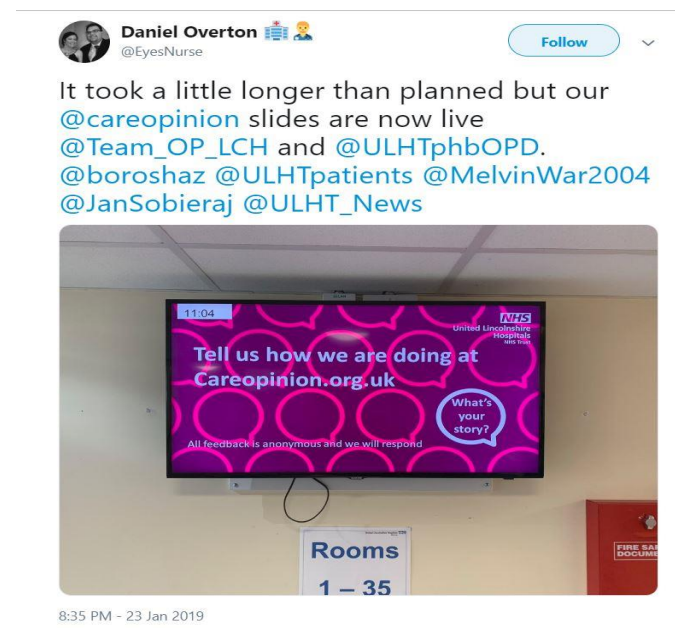 Daniel Overton
@EyesNurse
Follow
It took a little longer than planned but our
@careopinion slides are now live
@Team_OP_LCH and @ULHTphbOPD.
@boroshaz @ULHTpatients @MelvinWar2004
@JanSobieraj @ULHT_News
11:04
NHS
United Lincolnshire
Hospitals
NHS Trust
Tell us how we are doing at
Careopinion.org.uk
What's
your
story?
All feedback is anonymous and we will respond
Rooms
1 – 35
FIRE SA
DOCUME
8:35 PM - 23 Jan 2019